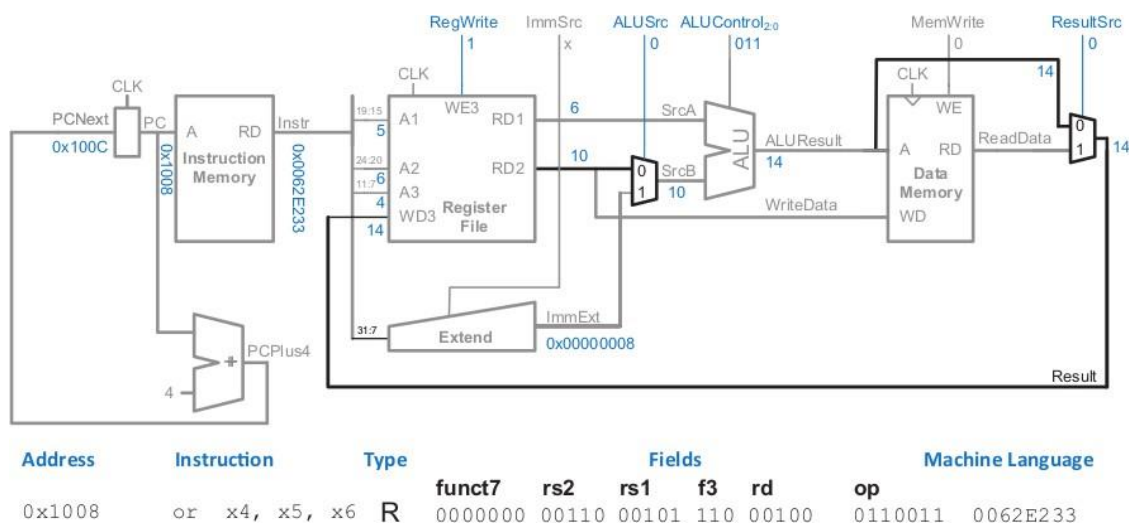 RegWrite ImmSrc ALUSrc ALUControl2:0 MemWrite ResultSrc
1 x 0 011 0 0
CLK CLK CLK 14
PCNext PC A RD Instr 19:15 A1 WE3 RD1 6 SrcA ALU ALUResult A WE RD ReadData 0 14
0x100C 0x1008 Instruction Memory 0x0062E233 5 14 1
24:20 A2 RD2 10 0 SrcB Data Memory
6 1 10
11:7 A3
4 Register File WriteData WD
WD3
14
31:7 Extend ImmExt
0x00000008
+ PCPlus4
4 Result
Address Instruction Type Fields Machine Language
funct7 rs2 rs1 f3 rd op
0x1008 or x4, x5, x6 R 0000000 00110 00101 110 00100 0110011 0062E233